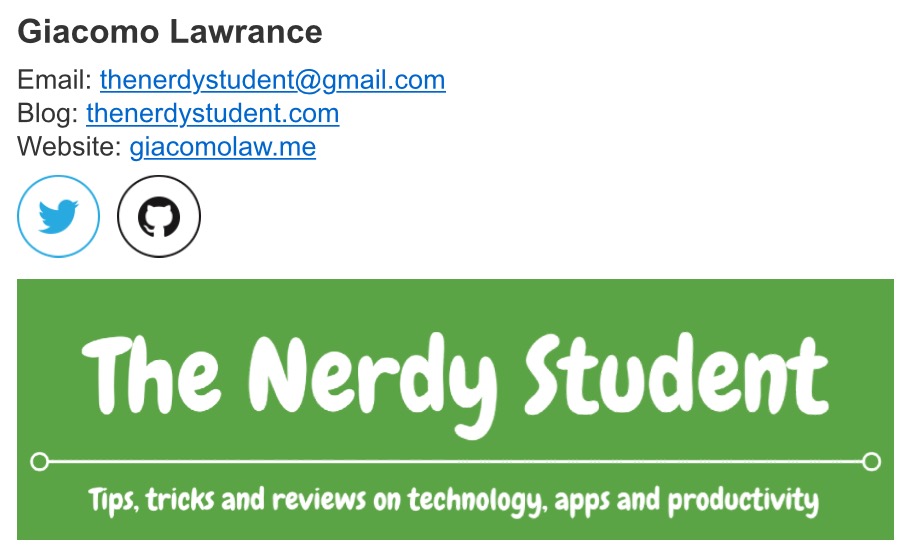 Giacomo Lawrance
Email: thenerdystudent@gmail.com
Blog: thenerdystudent.com
Website: giacomolaw.me
The Nerdy Student
Tips, tricks and reviews on technology, apps and productivity